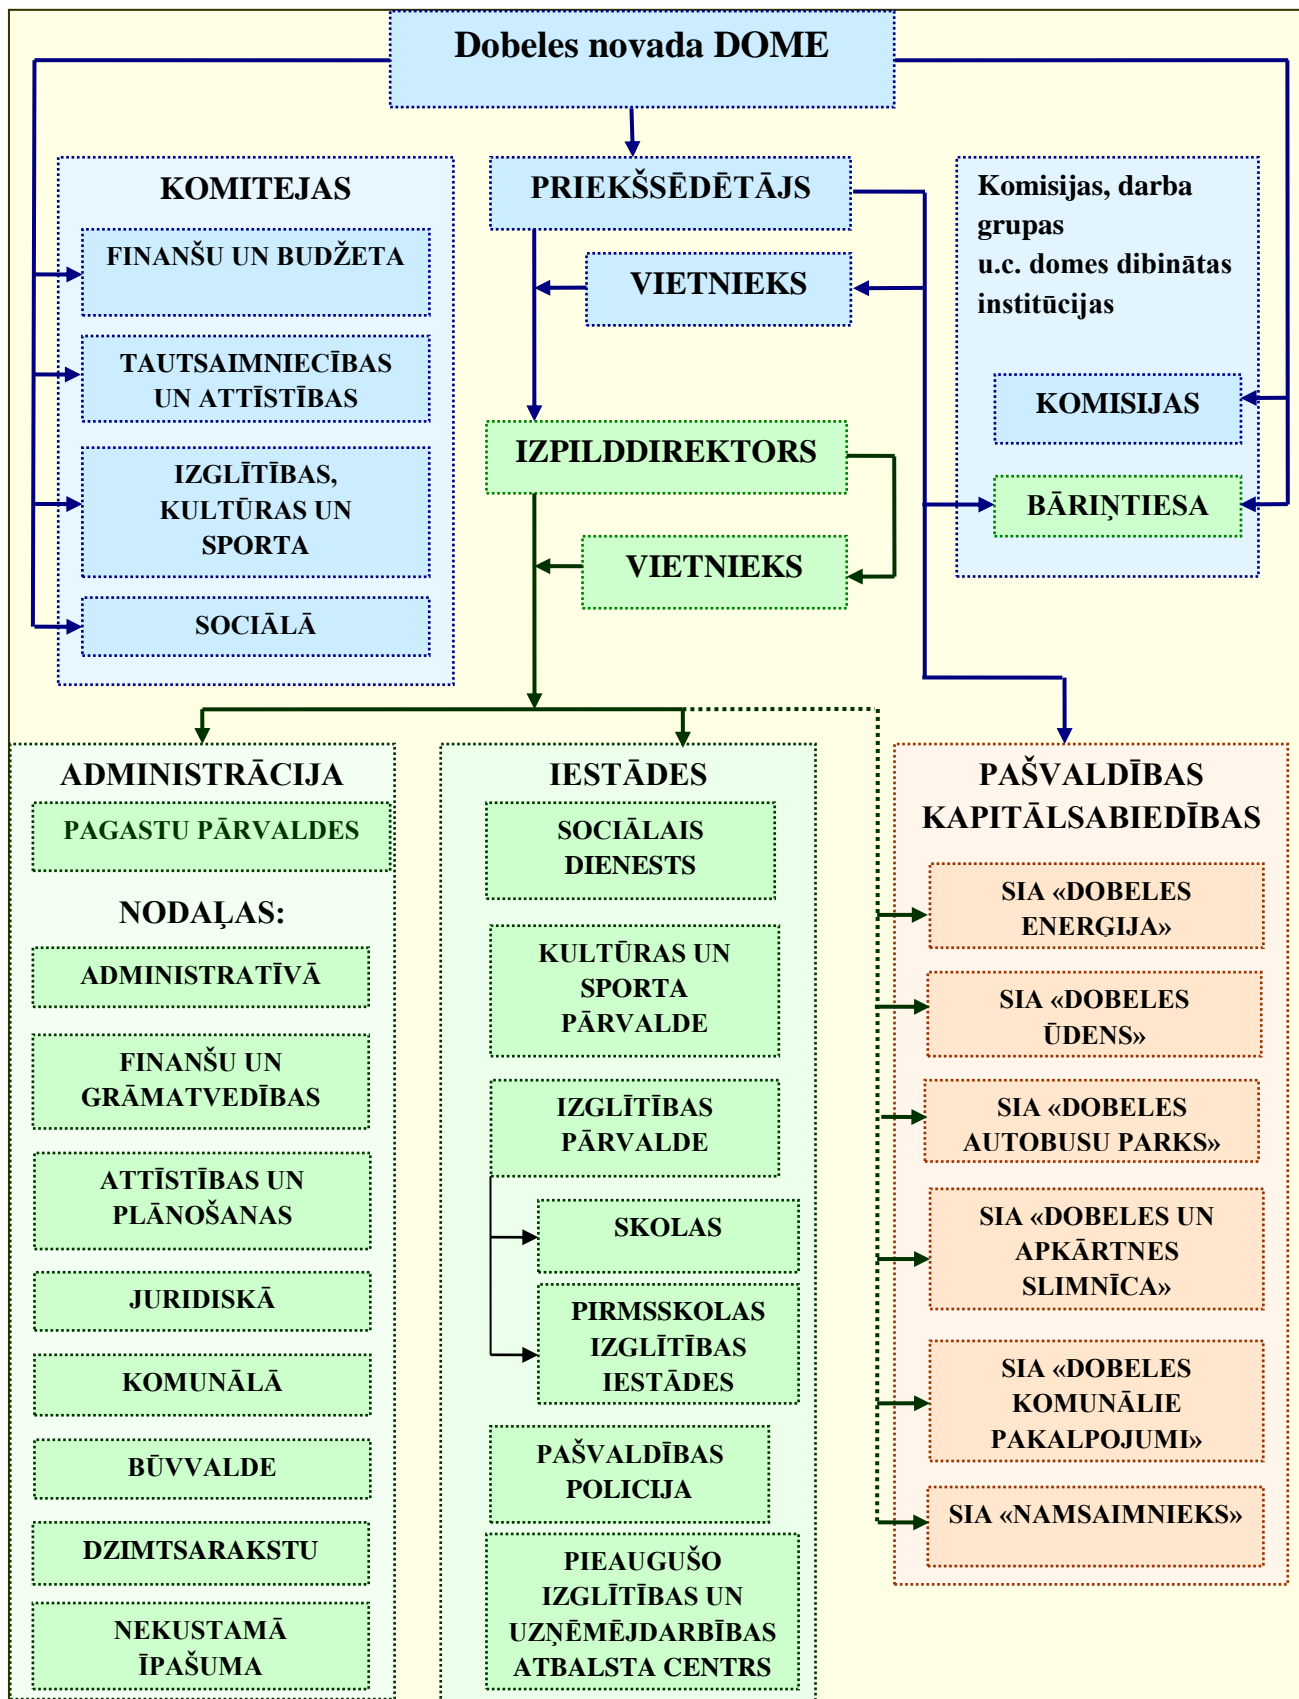 Dobeles novada DOME
KOMITEJAS
FINANŠU UN BUDŽETA
TAUTSAIMNIECĪBAS
UN ATTĪSTĪBAS
IZGLĪTĪBAS,
KULTŪRAS UN
SPORTA
SOCIĀLĀ
PRIEKŠSĒDĒTĀJS
VIETNIEKS
IZPILDDIREKTORS
VIETNIEKS
Komisijas, darba
grupas
u.c. domes dibinātas
institūcijas
KOMISIJAS
BĀRIŅTIESA
ADMINISTRĀCIJA
PAGASTU PĀRVALDES
NODAĻAS:
ADMINISTRATĪVĀ
FINANŠU UN
GRĀMATVEDĪBAS
ATTĪSTĪBAS UN
PLĀNOŠANAS
JURIDISKĀ
KOMUNĀLĀ
BŪVVALDE
DZIMTSARAKSTU
NEKUSTAMĀ
ĪPAŠUMA
IESTĀDES
SOCIĀLAIS
DIENESTS
KULTŪRAS UN
SPORTA
PĀRVALDE
IZGLĪTĪBAS
PĀRVALDE
SKOLAS
PIRMSSKOLAS
IZGLĪTĪBAS
IESTĀDES
PAŠVALDĪBAS
POLICIJA
PIEAUGUŠO
IZGLĪTĪBAS UN
UZŅĒMĒJDARBĪBAS
ATBALSTA CENTRS
PAŠVALDĪBAS
KAPITĀLSABIEDĪBAS
SIA «DOBELES
ENERĢIJA»
SIA «DOBELES
ŪDENS»
SIA «DOBELES
AUTOBUSU PARKS»
SIA «DOBELES UN
APKĀRTNES
SLIMNĪCA»
SIA «DOBELES
KOMUNĀLIE
PAKALPOJUMI»
SIA «NAMSAIMNIEKS»